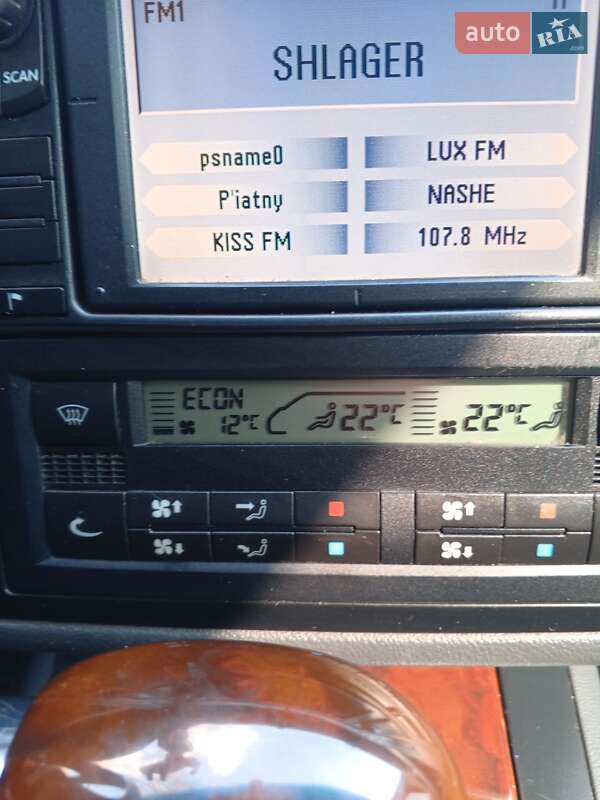 FM1
auto RIA.com
SCAN
SHLAGER
psname0 LUX FM
P'iatny NASHE
KISS FM 107.8 MHz
ECON
12°C 22°C 22°C